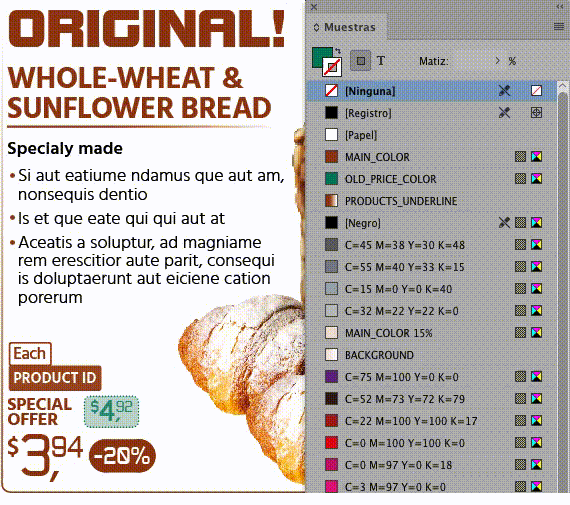 ORIGINAL!
WHOLE-WHEAT &
SUNFLOWER BREAD
Specialy made
• Si aut eatiume ndamus que aut am,
nonsequis dentio
• Is et que eate qui qui aut at
• Aceatis a soluptur, ad magniame
rem erescitior aute parit, consequi
is doluptaerunt aut eiciene cation
porerum
Each
PRODUCT ID
SPECIAL
OFFER
$4,92
$3,94
-20%
Muestras
T
Matiz:
%
[Ninguna]
[Registro]
[Papel]
MAIN_COLOR
OLD_PRICE_COLOR
PRODUCTS_UNDERLINE
[Negro]
C=45 M=38 Y=30 K=48
C=55 M=40 Y=33 K=15
C=15 M=0 Y=0 K=40
C=32 M=22 Y=22 K=0
MAIN_COLOR 15%
BACKGROUND
C=75 M=100 Y=0 K=0
C=52 M=73 Y=72 K=79
C=22 M=100 Y=100 K=17
C=0 M=100 Y=100 K=0
C=0 M=97 Y=0 K=18
C=3 M=97 Y=0 K=0